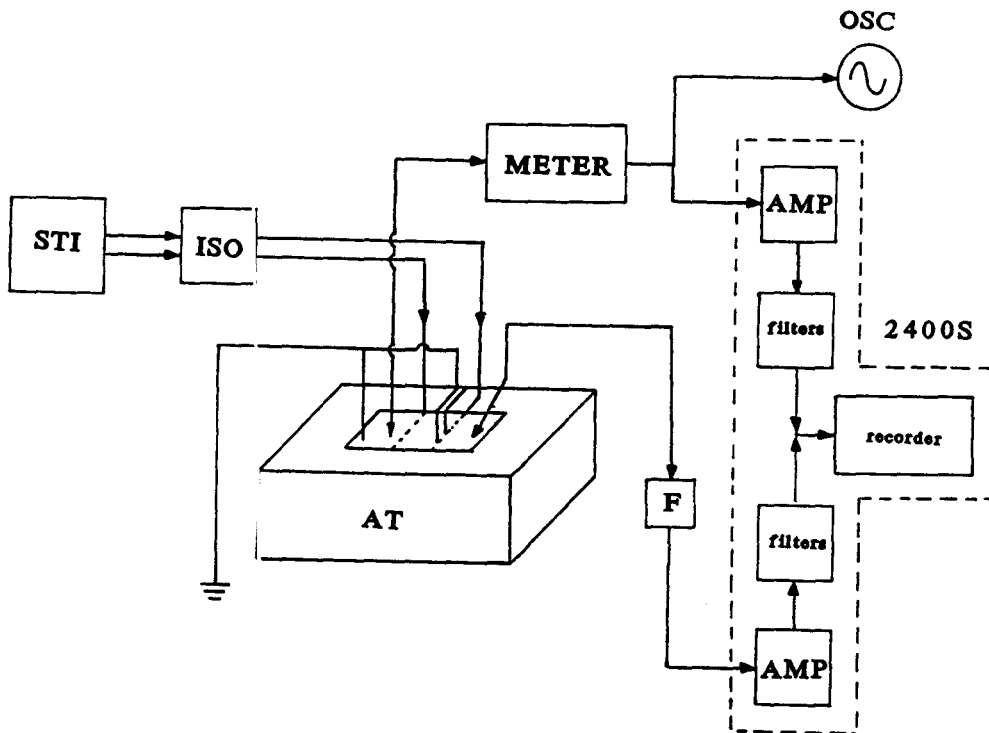 OSC
METER
AMP
STI
ISO
filters
2400S
recorder
F
AT
filters
AMP